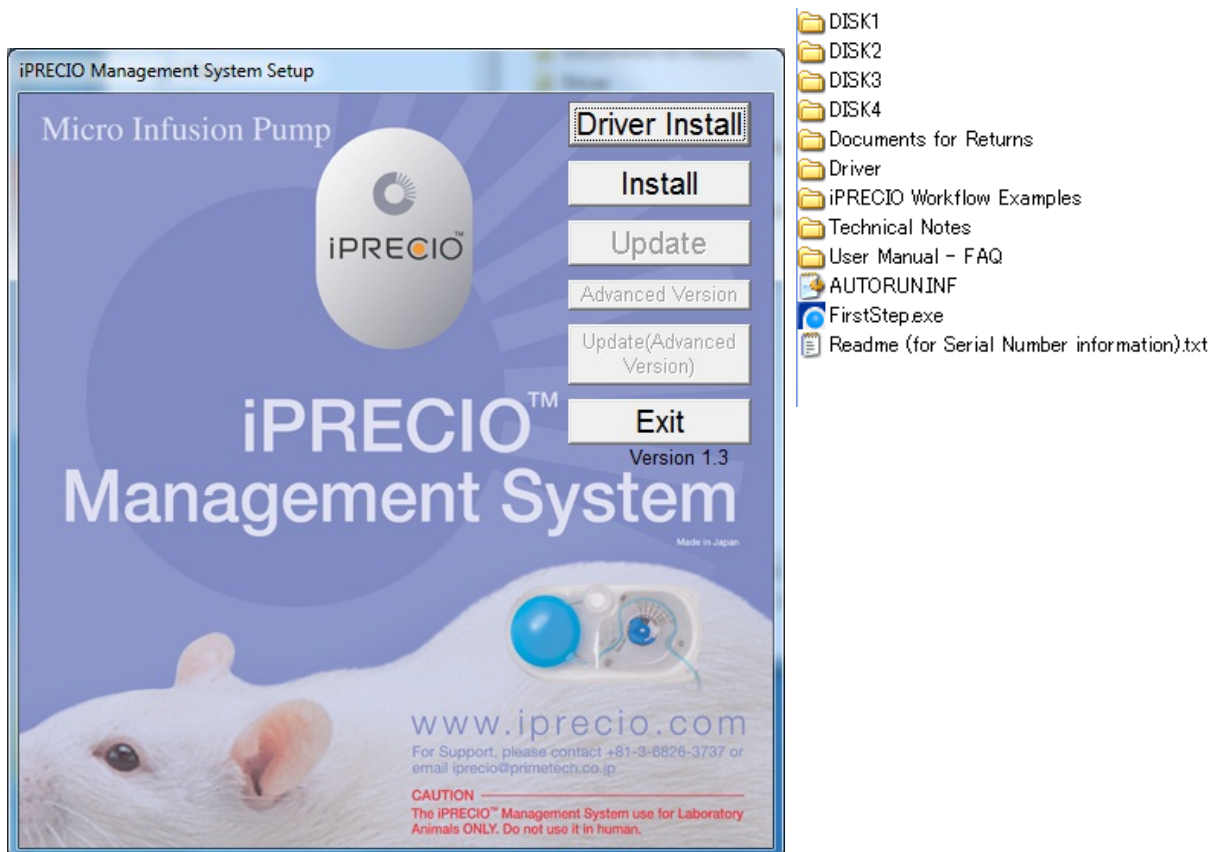 iPRECIO Management System Setup
Micro Infusion Pump
iPRECIO™
Driver Install
Install
Update
Advanced Version
Update(Advanced
Version)
Exit
Version 1.3
iPRECIO™
Management System
Made in Japan
www.iprecio.com
For Support, please contact +81-3-6826-3737 or
email iprecio@primetech.co.jp
CAUTION
The iPRECIO™ Management System use for Laboratory
Animals ONLY. Do not use it in human.
DISK1
DISK2
DISK3
DISK4
Documents for Returns
Driver
iPRECIO Workflow Examples
Technical Notes
User Manual - FAQ
AUTORUN.INF
FirstStep.exe
Readme (for Serial Number information).txt